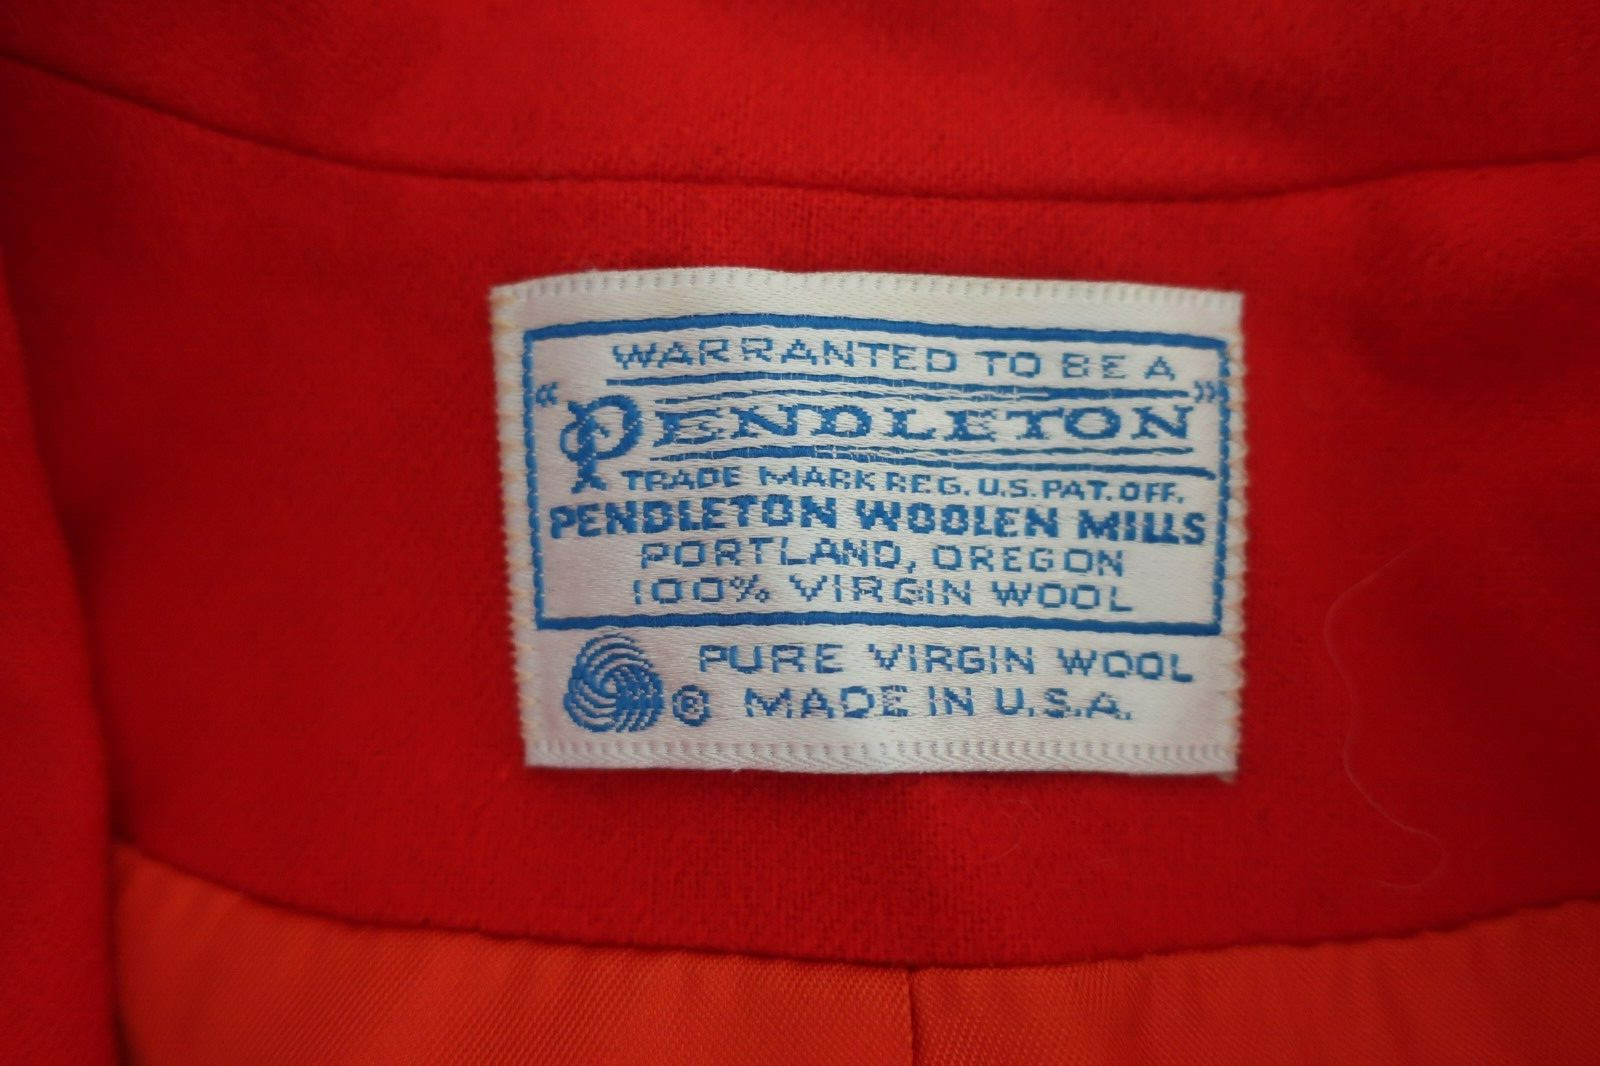 WARRANTED TO BE A
"PENDLETON"
TRADE MARK REG. U.S. PAT. OFF.
PENDLETON WOOLEN MILLS
PORTLAND, OREGON
100% VIRGIN WOOL
® PURE VIRGIN WOOL
MADE IN U.S.A.